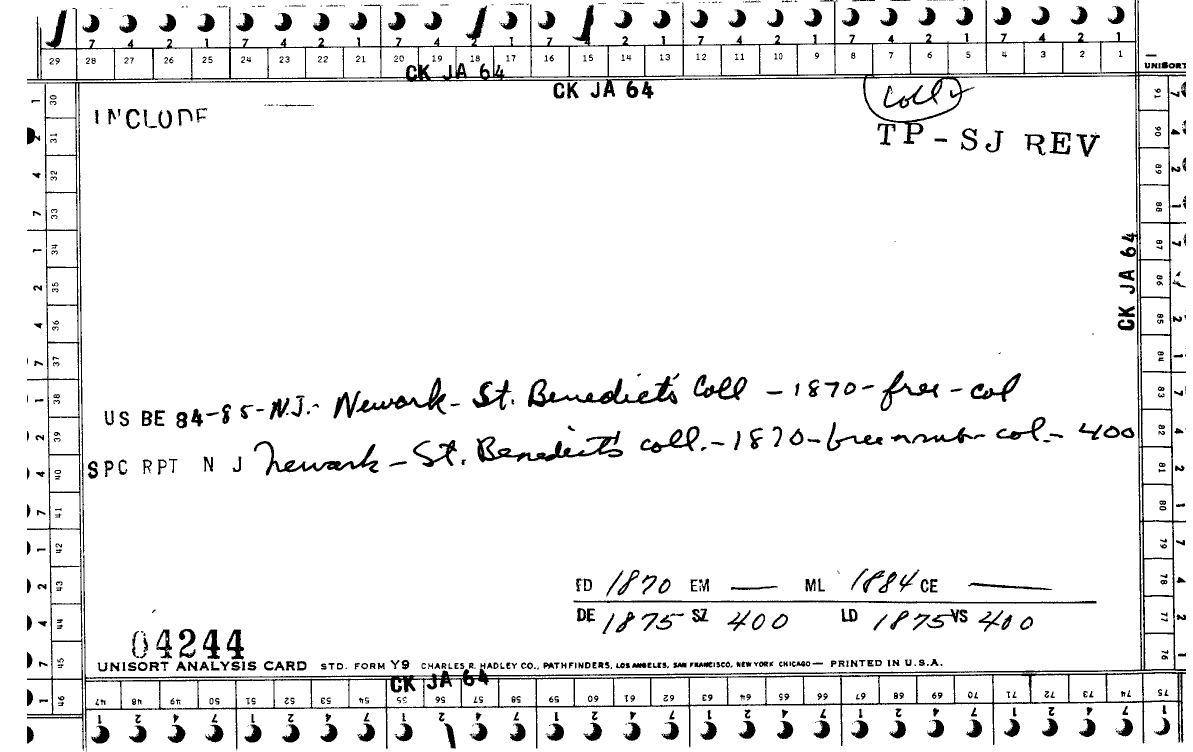 7 4 2 1 7 4 2 1 7 4 2 1 7 4 2 1 7 4 2 1 7 4 2 1 7 4 2 1
29 28 27 26 25 24 23 22 21 20 19 18 17 16 15 14 13 12 11 10 9 8 7 6 5 4 3 2 1
UNISORT
CK JA 64
CK JA 64
INCLUDE
Coll
TP-SJ REV
CK JA 64
US BE 84-85-N.J.- Newark- St. Benedict's Coll -1870-free-col
SPC RPT N J Newark-St. Benedict's coll.-1870-free col.- 400
FD 1870 EM — ML 1884 CE —
DE 1875 SZ 400 LD 1875 VS 400
04244
UNISORT ANALYSIS CARD STD. FORM Y9 CHARLES R. HADLEY CO., PATHFINDERS, LOS ANGELES, SAN FRANCISCO, NEW YORK CHICAGO— PRINTED IN U.S.A.
CK JA 64
47 48 49 50 51 52 53 54 55 56 57 58 59 60 61 62 63 64 65 66 67 68 69 70 71 72 73 74 75
30 31 32 33 34 35 36 37 38 39 40 41 42 43 44 45 46
91 90 89 88 87 86 85 84 83 82 81 80 79 78 77 76